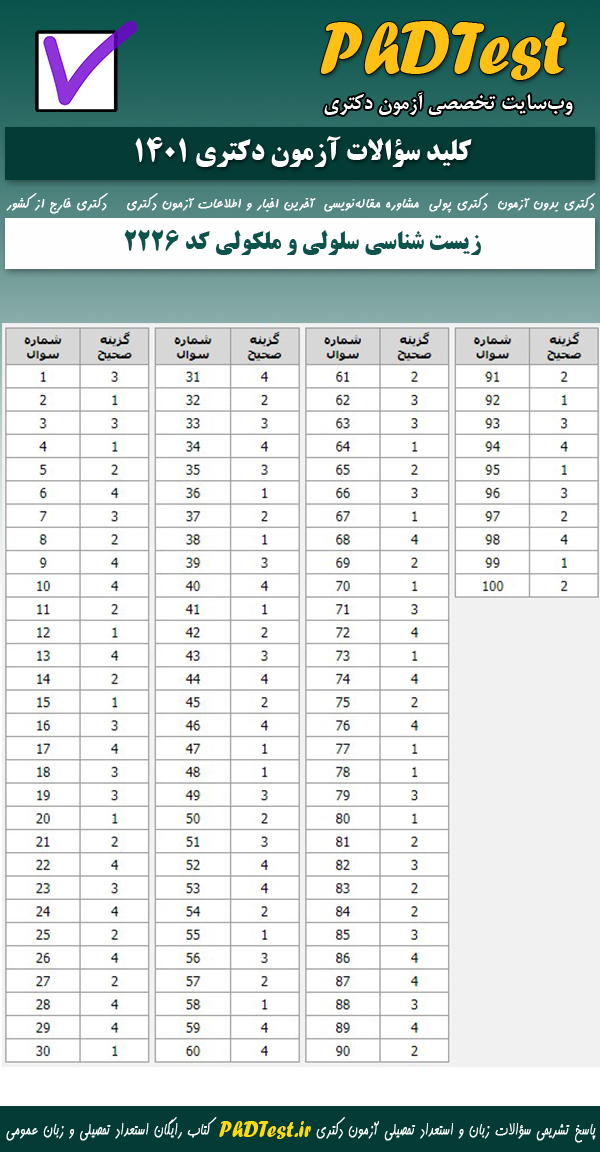 PhDTest
وب‌سایت تخصصی آزمون دکتری
کلید سؤالات آزمون دکتری ۱۴۰۱
دکتری بدون آزمون دکتری پولی مشاوره مقاله‌نویسی آخرین اخبار و اطلاعات آزمون دکتری دکتری خارج از کشور
زیست شناسی سلولی و ملکولی کد ۲۲۲۶
شماره سوال گزینه صحیح شماره سوال گزینه صحیح شماره سوال گزینه صحیح شماره سوال گزینه صحیح
1 3 31 4 61 2 91 2
2 1 32 2 62 3 92 1
3 3 33 3 63 3 93 3
4 1 34 4 64 1 94 4
5 2 35 3 65 2 95 1
6 4 36 1 66 3 96 3
7 3 37 2 67 1 97 2
8 2 38 1 68 4 98 4
9 4 39 3 69 2 99 1
10 4 40 4 70 1 100 2
11 2 41 1 71 3
12 1 42 2 72 4
13 4 43 3 73 1
14 2 44 4 74 4
15 1 45 2 75 2
16 3 46 4 76 4
17 4 47 1 77 1
18 3 48 1 78 1
19 3 49 3 79 3
20 1 50 2 80 1
21 2 51 3 81 2
22 4 52 4 82 3
23 3 53 4 83 2
24 4 54 2 84 2
25 2 55 1 85 3
26 4 56 3 86 4
27 2 57 2 87 4
28 4 58 1 88 3
29 4 59 4 89 4
30 1 60 4 90 2
پاسخ تشریحی سؤالات زبان و استعداد تحصیلی آزمون دکتری PhDTest.ir کتاب رایگان استعداد تحصیلی و زبان عمومی